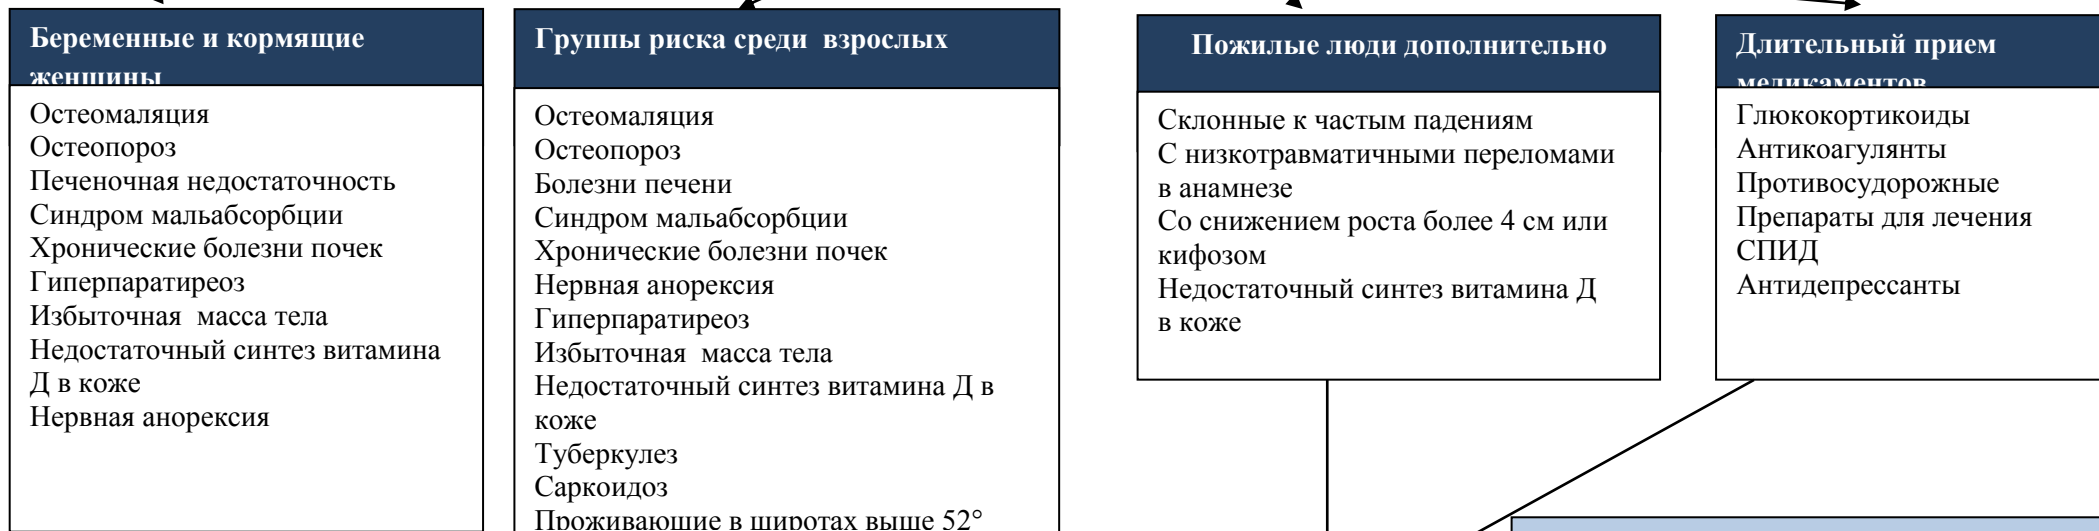 Беременные и кормящие
женщины
Остеомаляция
Остеопороз
Печеночная недостаточность
Синдром мальабсорбции
Хронические болезни почек
Гиперпаратиреоз
Избыточная  масса тела
Недостаточный синтез витамина
Д в коже
Нервная анорексия
Группы риска среди  взрослых
Остеомаляция
Остеопороз
Болезни печени
Синдром мальабсорбции
Хронические болезни почек
Нервная анорексия
Гиперпаратиреоз
Избыточная  масса тела
Недостаточный синтез витамина Д в
коже
Туберкулез
Саркоидоз
Проживающие в широтах выше 52°
Пожилые люди дополнительно
Склонные к частым падениям
С низкотравматичными переломами
в анамнезе
Со снижением роста более 4 см или
кифозом
Недостаточный синтез витамина Д
в коже
Длительный прием
медикаментов
Глюкокортикоиды
Антикоагулянты
Противосудорожные
Препараты для лечения
СПИД
Антидепрессанты